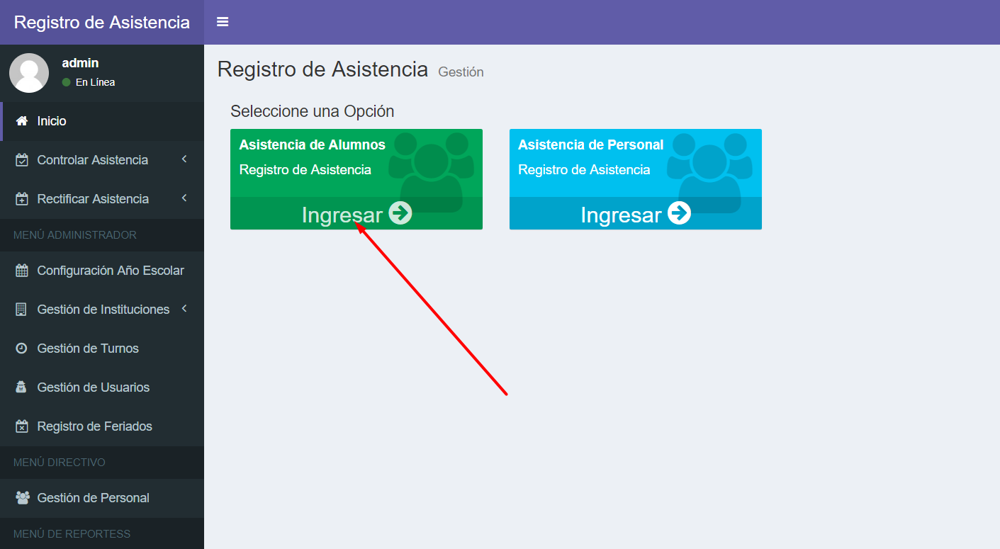 Registro de Asistencia
admin
En Línea
Inicio
Controlar Asistencia
Rectificar Asistencia
MENÚ ADMINISTRADOR
Configuración Año Escolar
Gestión de Instituciones
Gestión de Turnos
Gestión de Usuarios
Registro de Feriados
MENÚ DIRECTIVO
Gestión de Personal
MENÚ DE REPORTESS
Registro de Asistencia Gestión
Seleccione una Opción
Asistencia de Alumnos
Registro de Asistencia
Ingresar
Asistencia de Personal
Registro de Asistencia
Ingresar